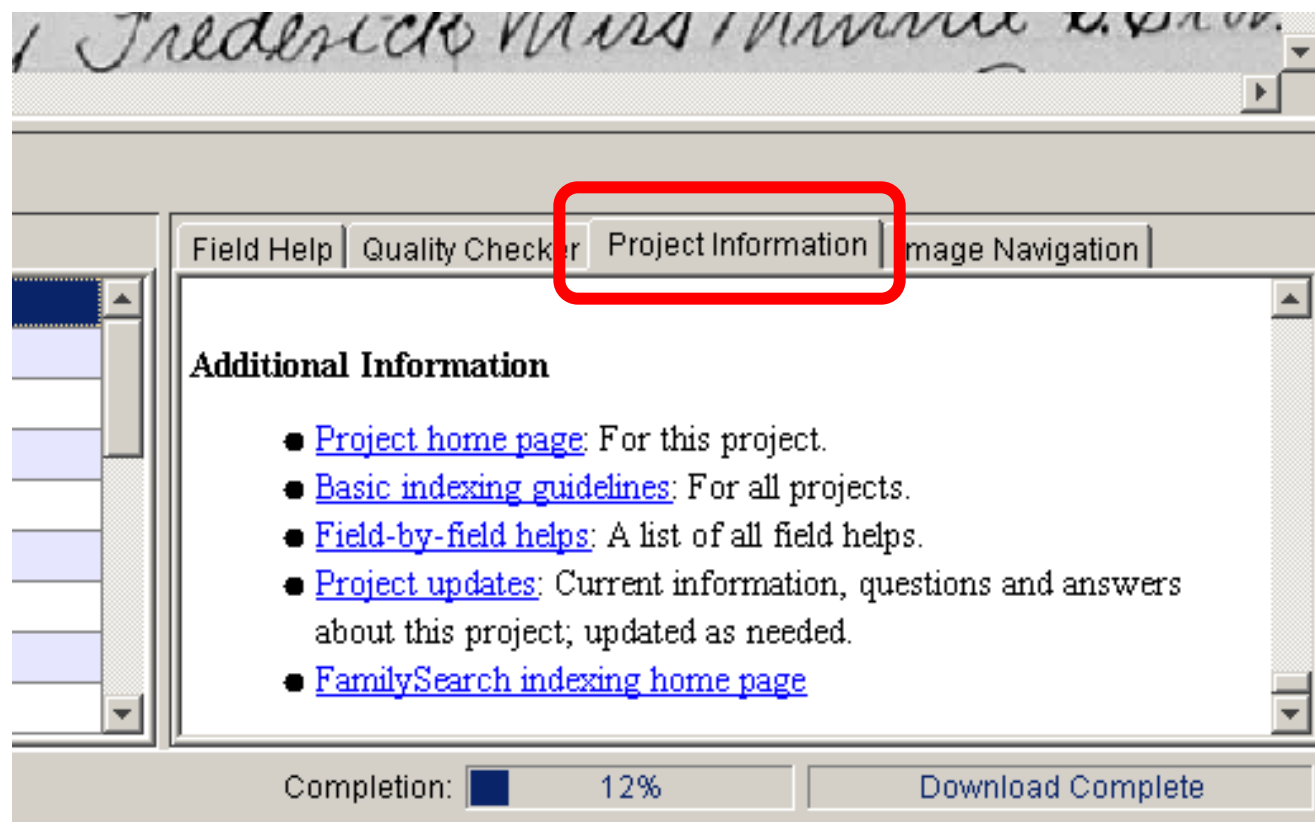 Frederick Miss Minnie
Field Help Quality Checker Project Information Image Navigation
Additional Information
Project home page: For this project.
Basic indexing guidelines: For all projects.
Field-by-field helps: A list of all field helps.
Project updates: Current information, questions and answers
about this project; updated as needed.
FamilySearch indexing home page
Completion: 12% Download Complete